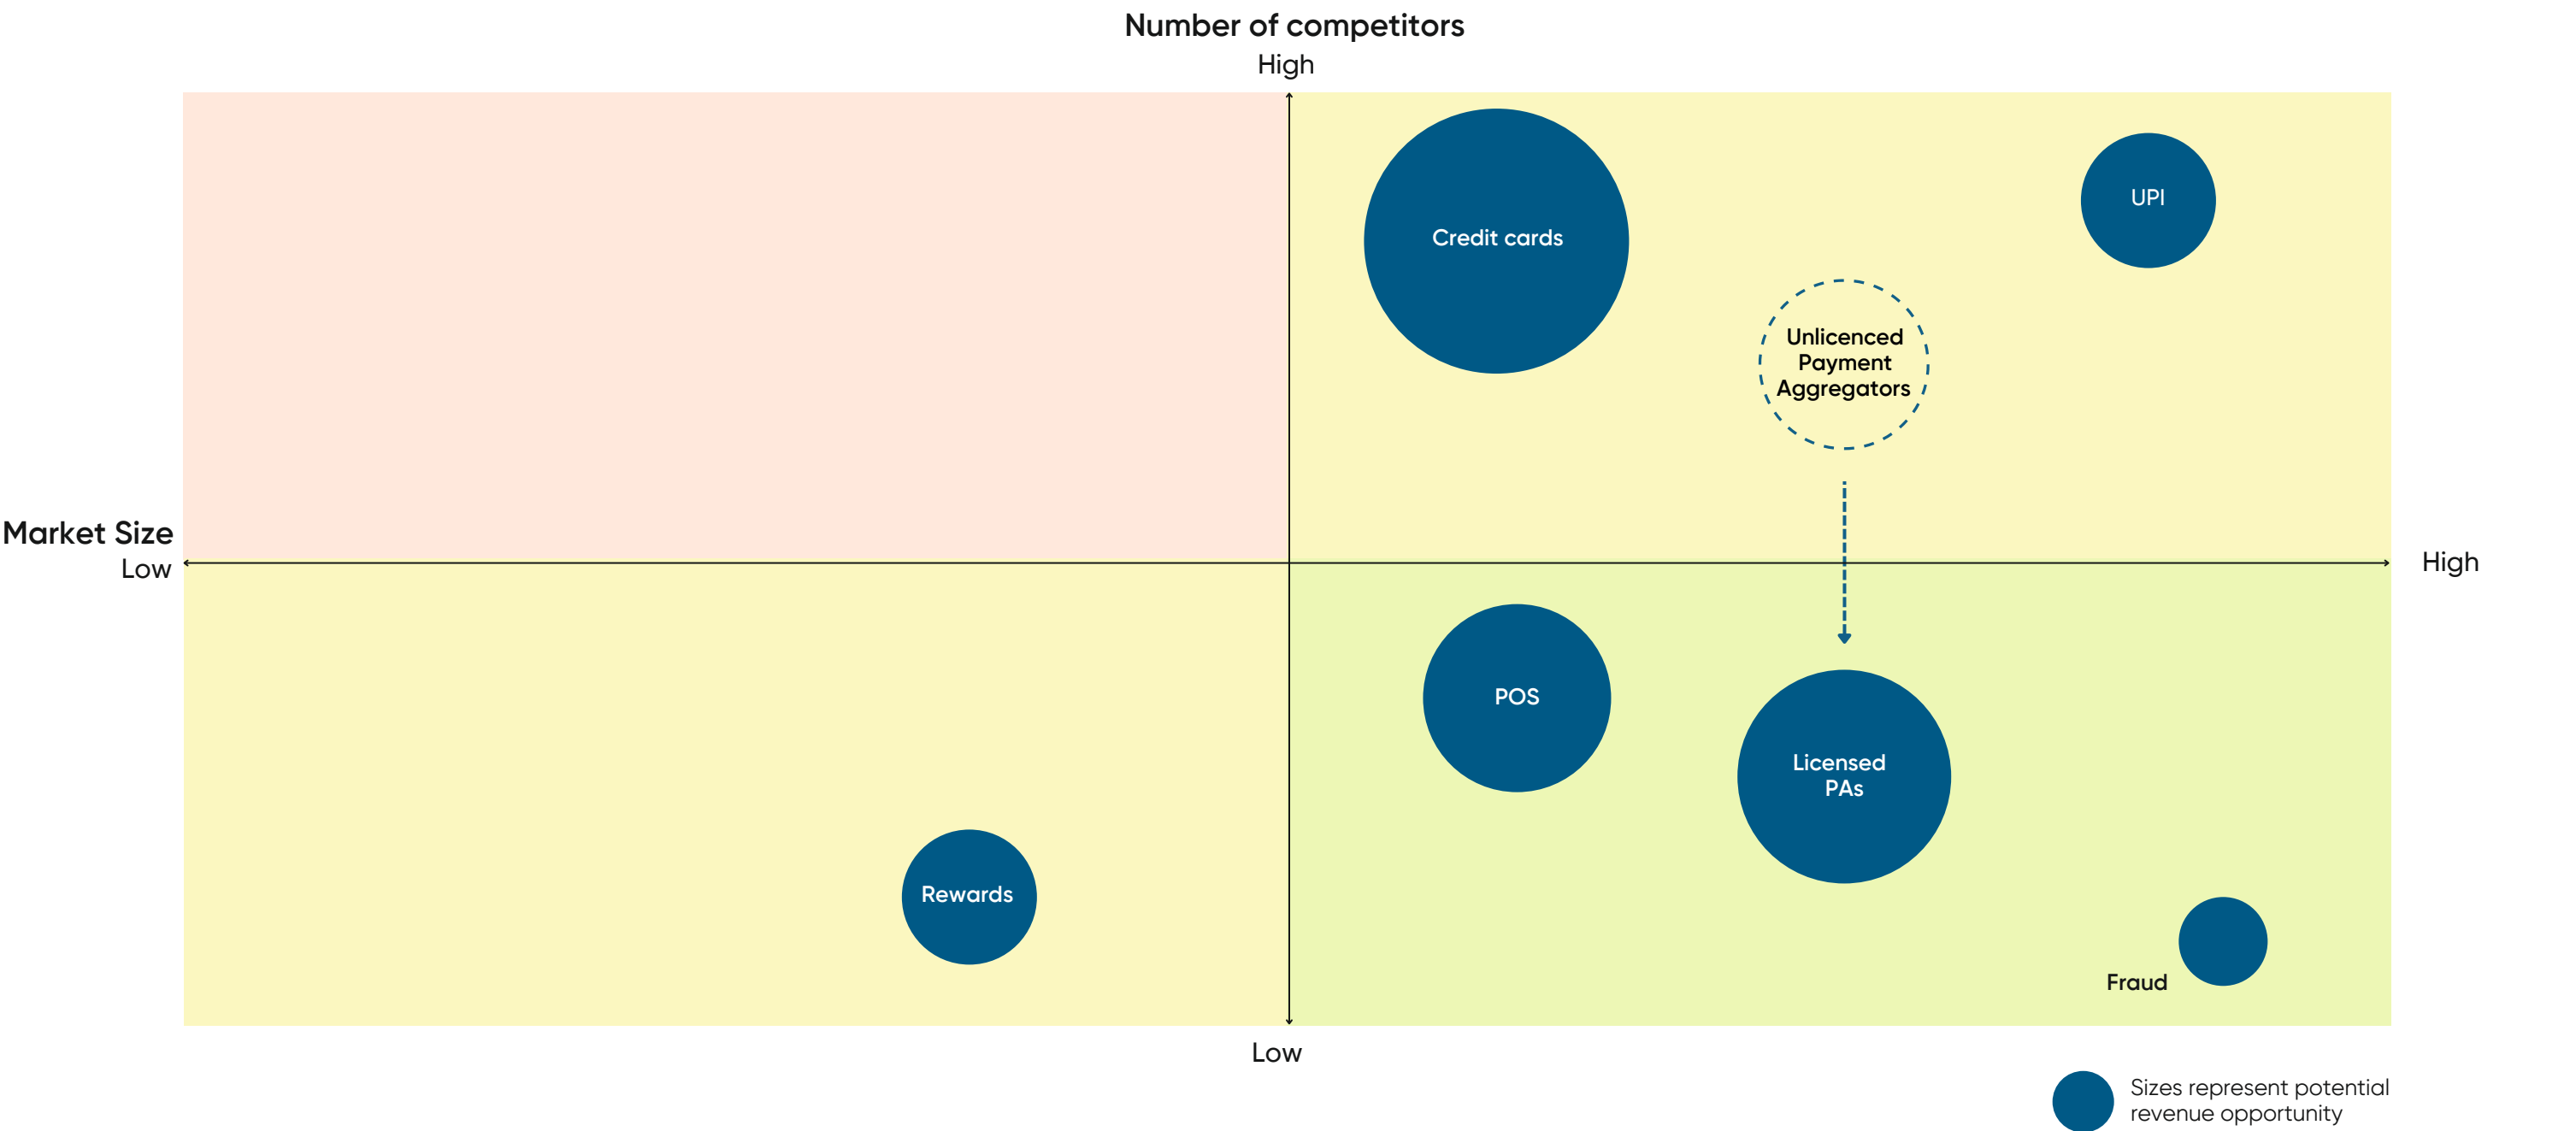 Number of competitors
High
UPI
Credit cards
Unlicenced
Payment
Aggregators
Market Size
Low
High
POS
Licensed
PAs
Rewards
Fraud
Low
Sizes represent potential
revenue opportunity